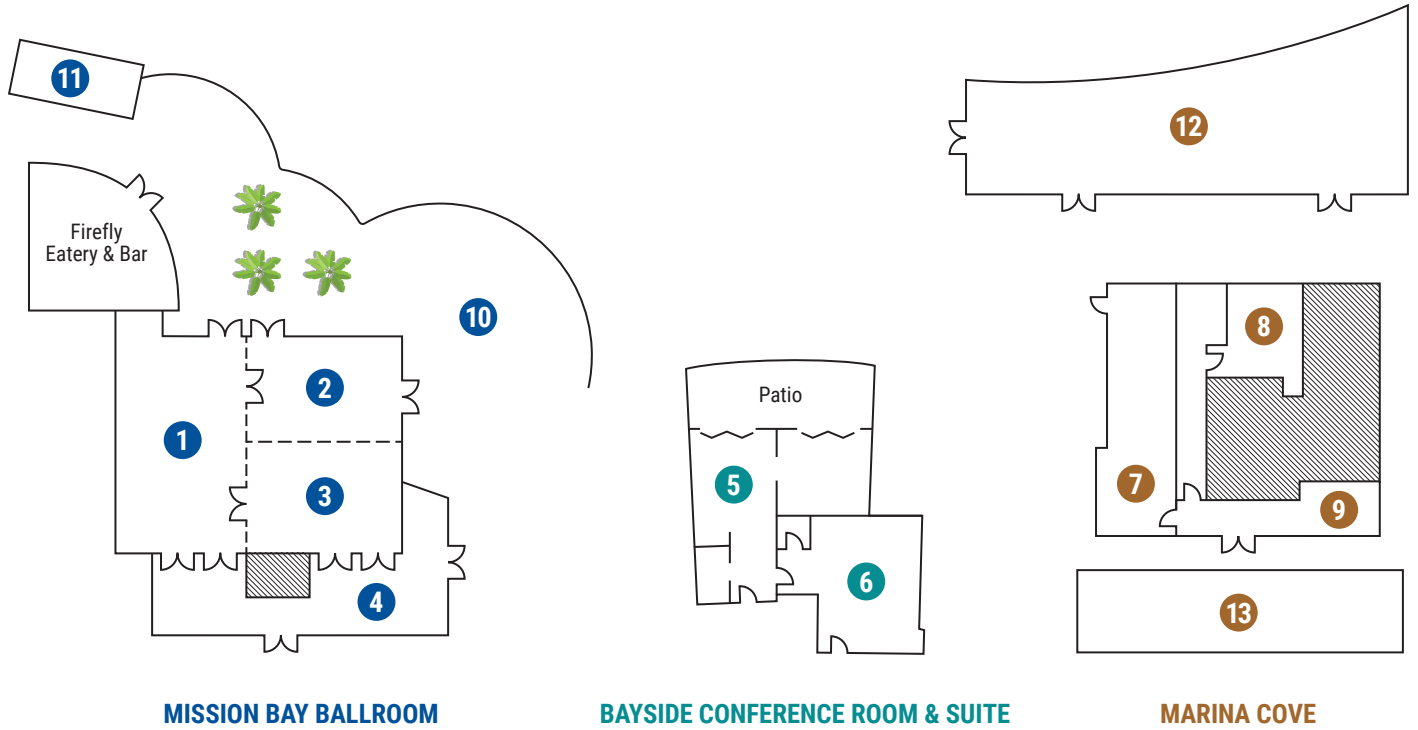 11
12
Firefly
Eatery & Bar
10
8
2
Patio
1
5
7
3
9
6
4
13
MISSION BAY BALLROOM
BAYSIDE CONFERENCE ROOM & SUITE
MARINA COVE